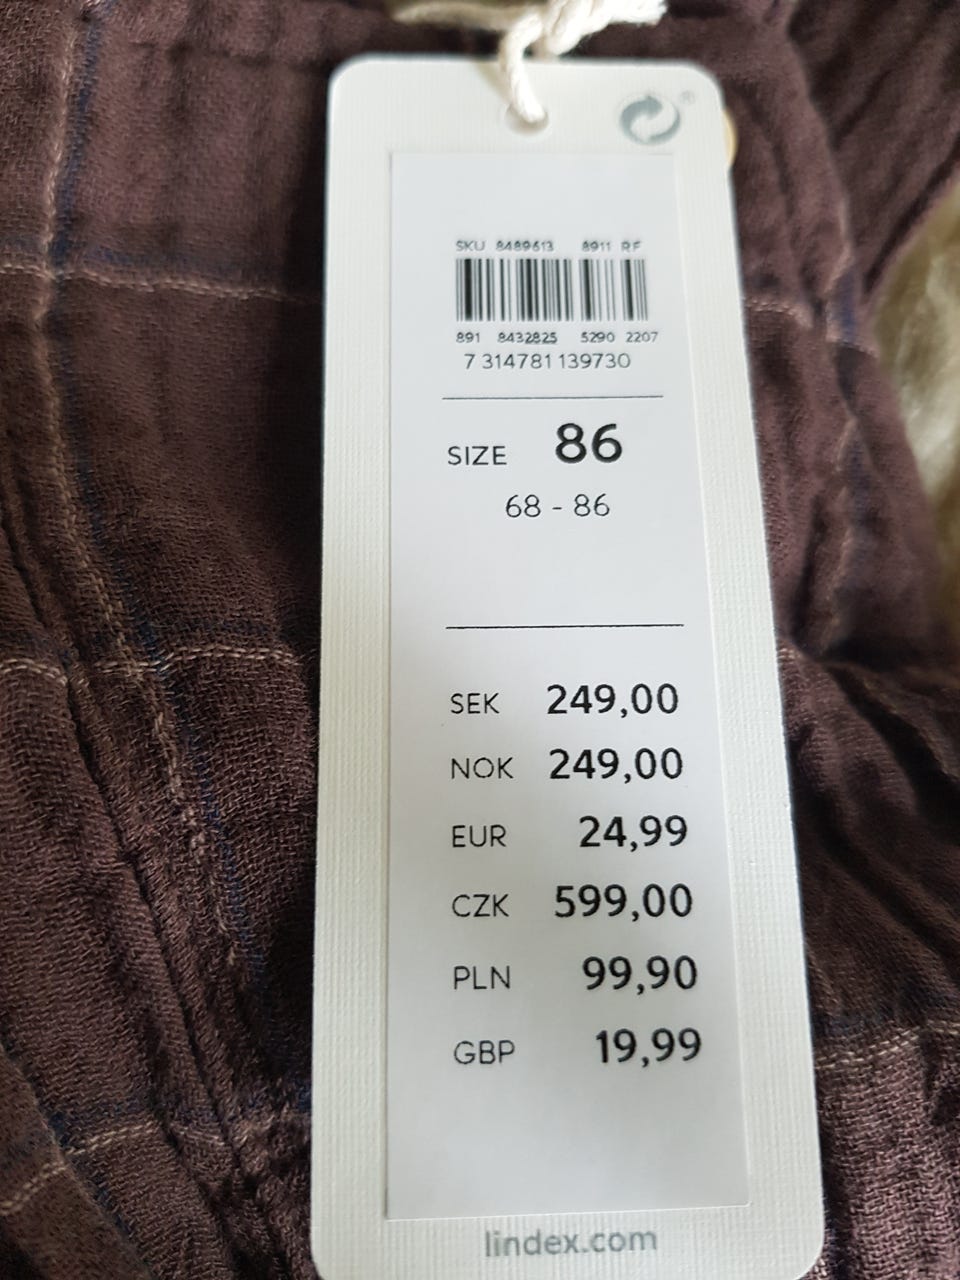 SKU 8489613 8911 RF
891 8432825 5290 2207
7 314781 139730
SIZE 86
68 - 86
SEK 249,00
NOK 249,00
EUR 24,99
CZK 599,00
PLN 99,90
GBP 19,99
lindex.com